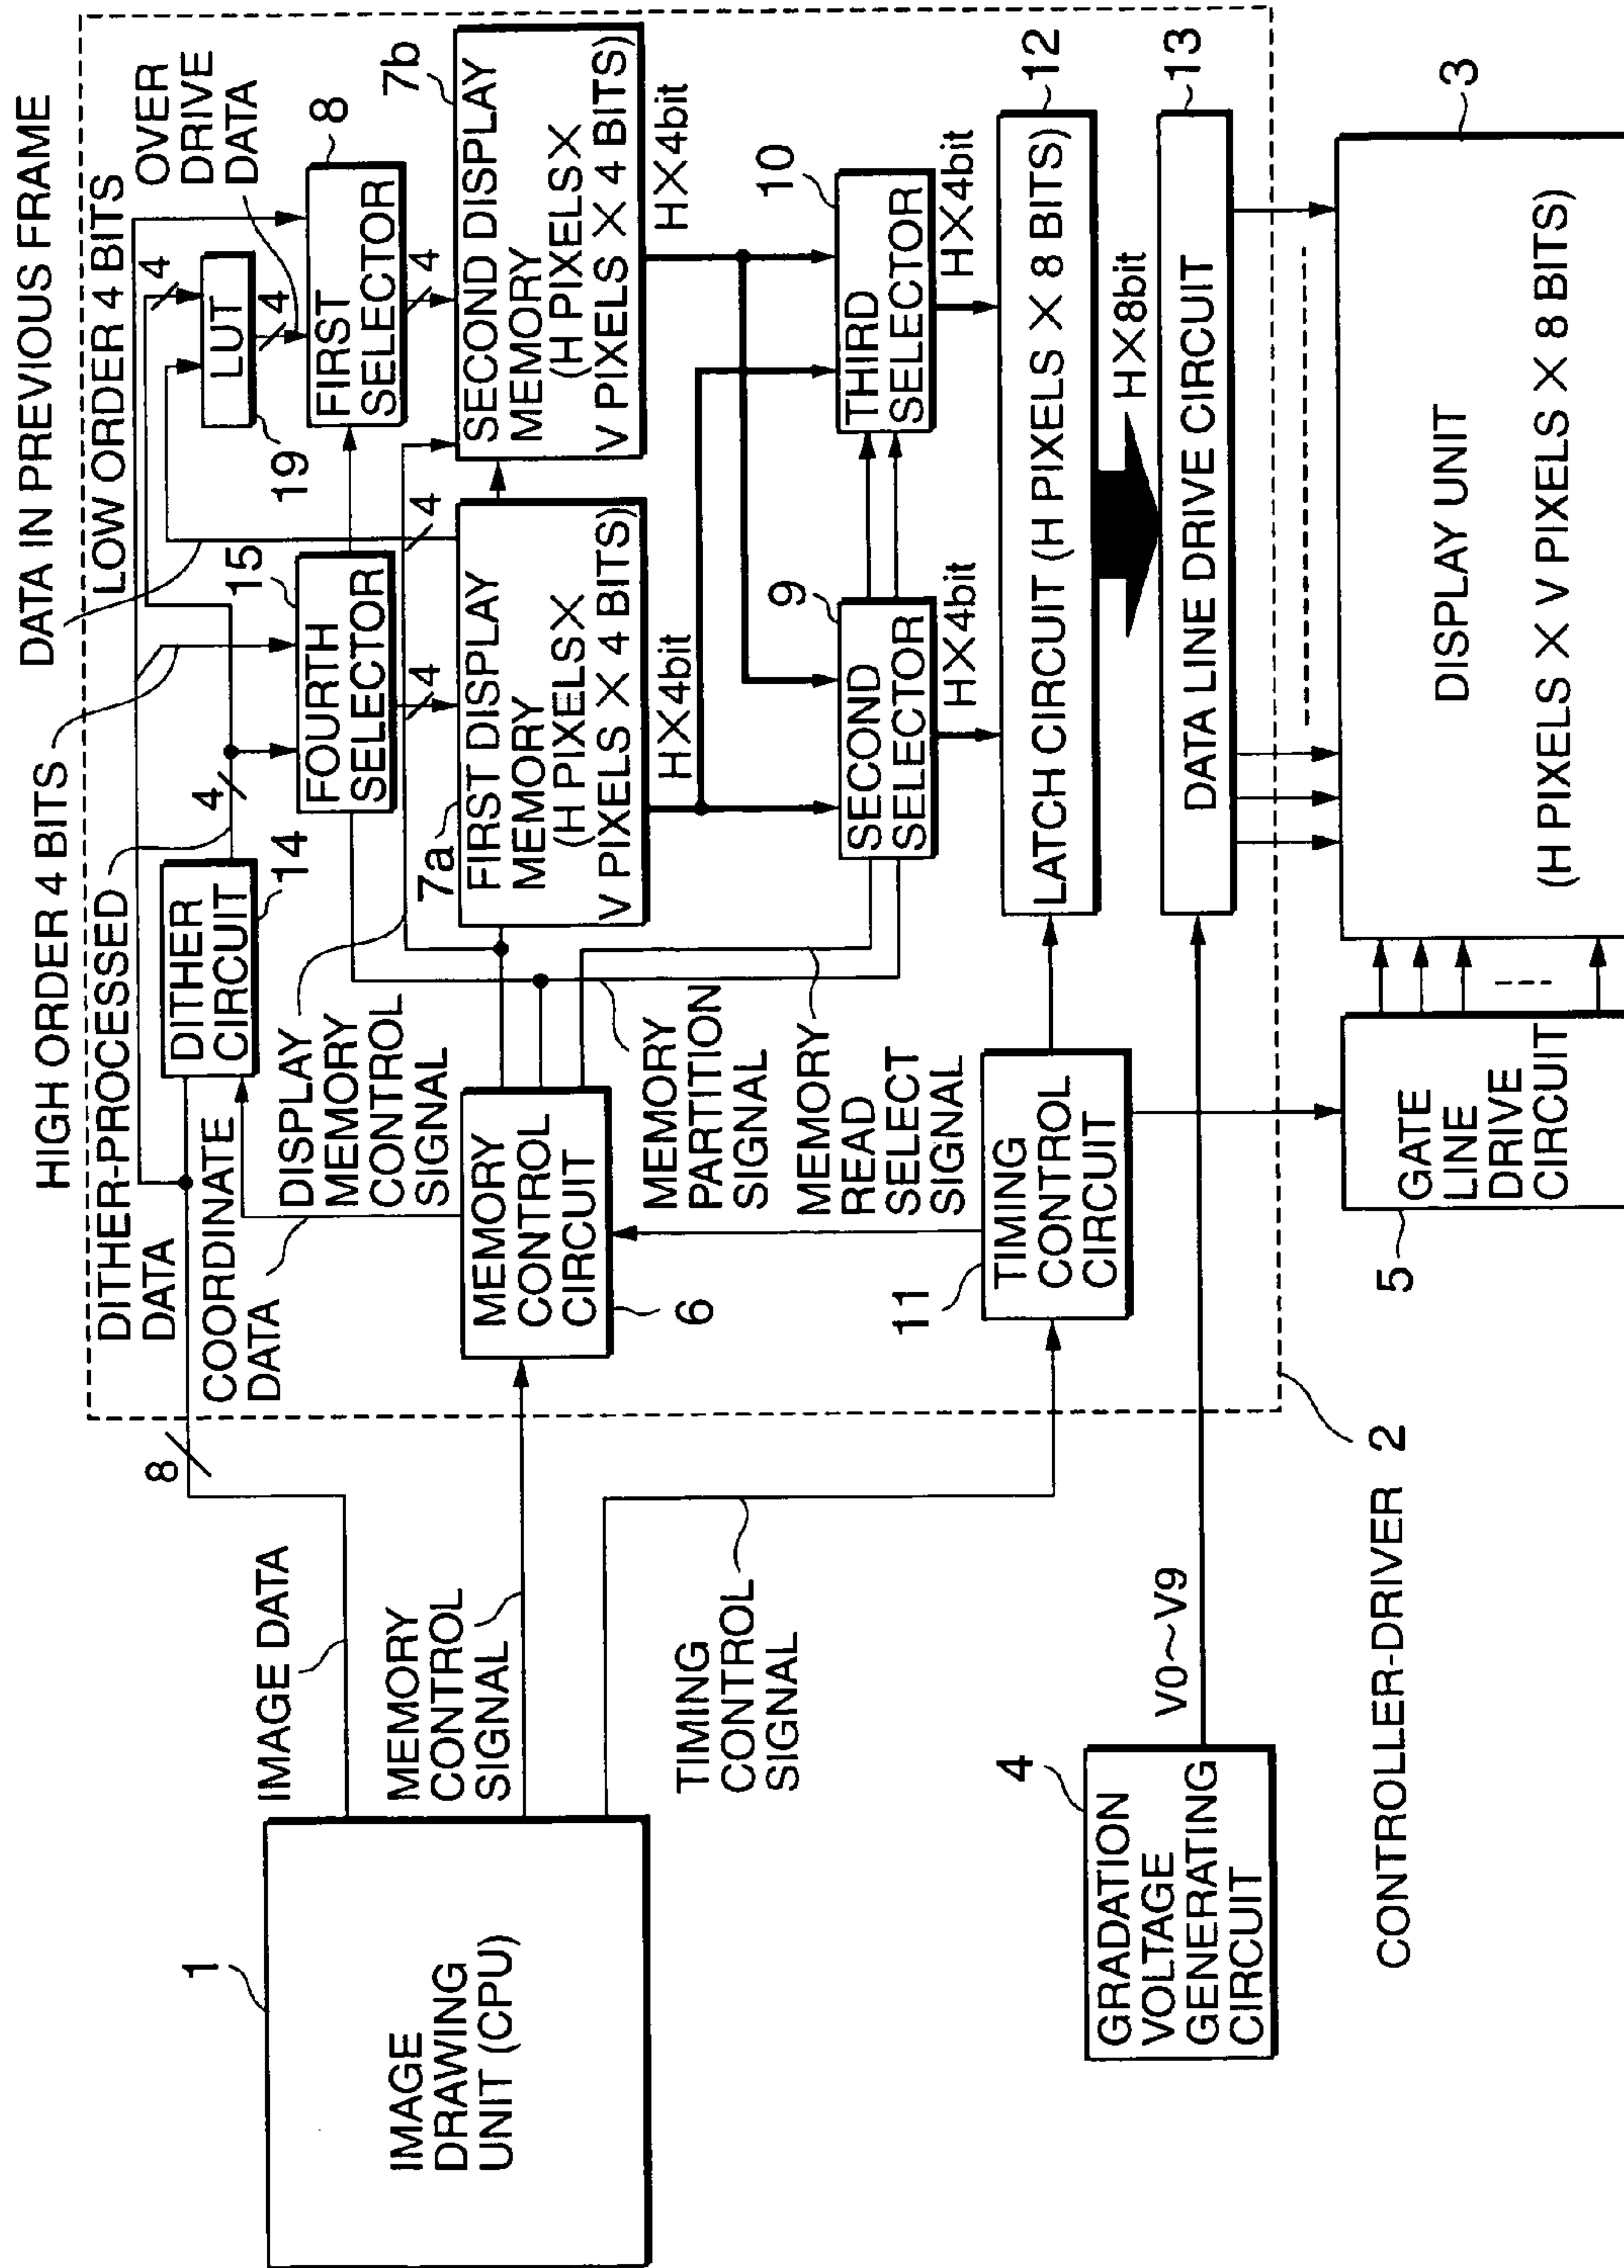 DATA IN PREVIOUS FRAME
HIGH ORDER 4 BITS
LOW ORDER 4 BITS
DITHER-PROCESSED
DATA
OVER
DRIVE
DATA
1
IMAGE
DRAWING
UNIT (CPU)
IMAGE DATA
8
MEMORY
CONTROL
SIGNAL
TIMING
CONTROL
SIGNAL
COORDINATE
DATA
DITHER
CIRCUIT
14
4
FOURTH
SELECTOR
15
4
LUT
19
4
4
FIRST
SELECTOR
8
4
4
DISPLAY
MEMORY
CONTROL
SIGNAL
MEMORY
CONTROL
CIRCUIT
6
7a
FIRST DISPLAY
MEMORY
(H PIXELS×
V PIXELS × 4 BITS)
H×4bit
7b
SECOND DISPLAY
MEMORY
(H PIXELS×
V PIXELS × 4 BITS)
H×4bit
MEMORY
PARTITION
SIGNAL
MEMORY
READ
SELECT
SIGNAL
9
SECOND
SELECTOR
H×4bit
10
THIRD
SELECTOR
H×4bit
11
TIMING
CONTROL
CIRCUIT
LATCH CIRCUIT (H PIXELS × 8 BITS)
12
H×8bit
4
GRADATION
VOLTAGE
GENERATING
CIRCUIT
V0~V9
DATA LINE DRIVE CIRCUIT
13
CONTROLLER-DRIVER 2
5
GATE
LINE
DRIVE
CIRCUIT
3
DISPLAY UNIT
(H PIXELS × V PIXELS × 8 BITS)